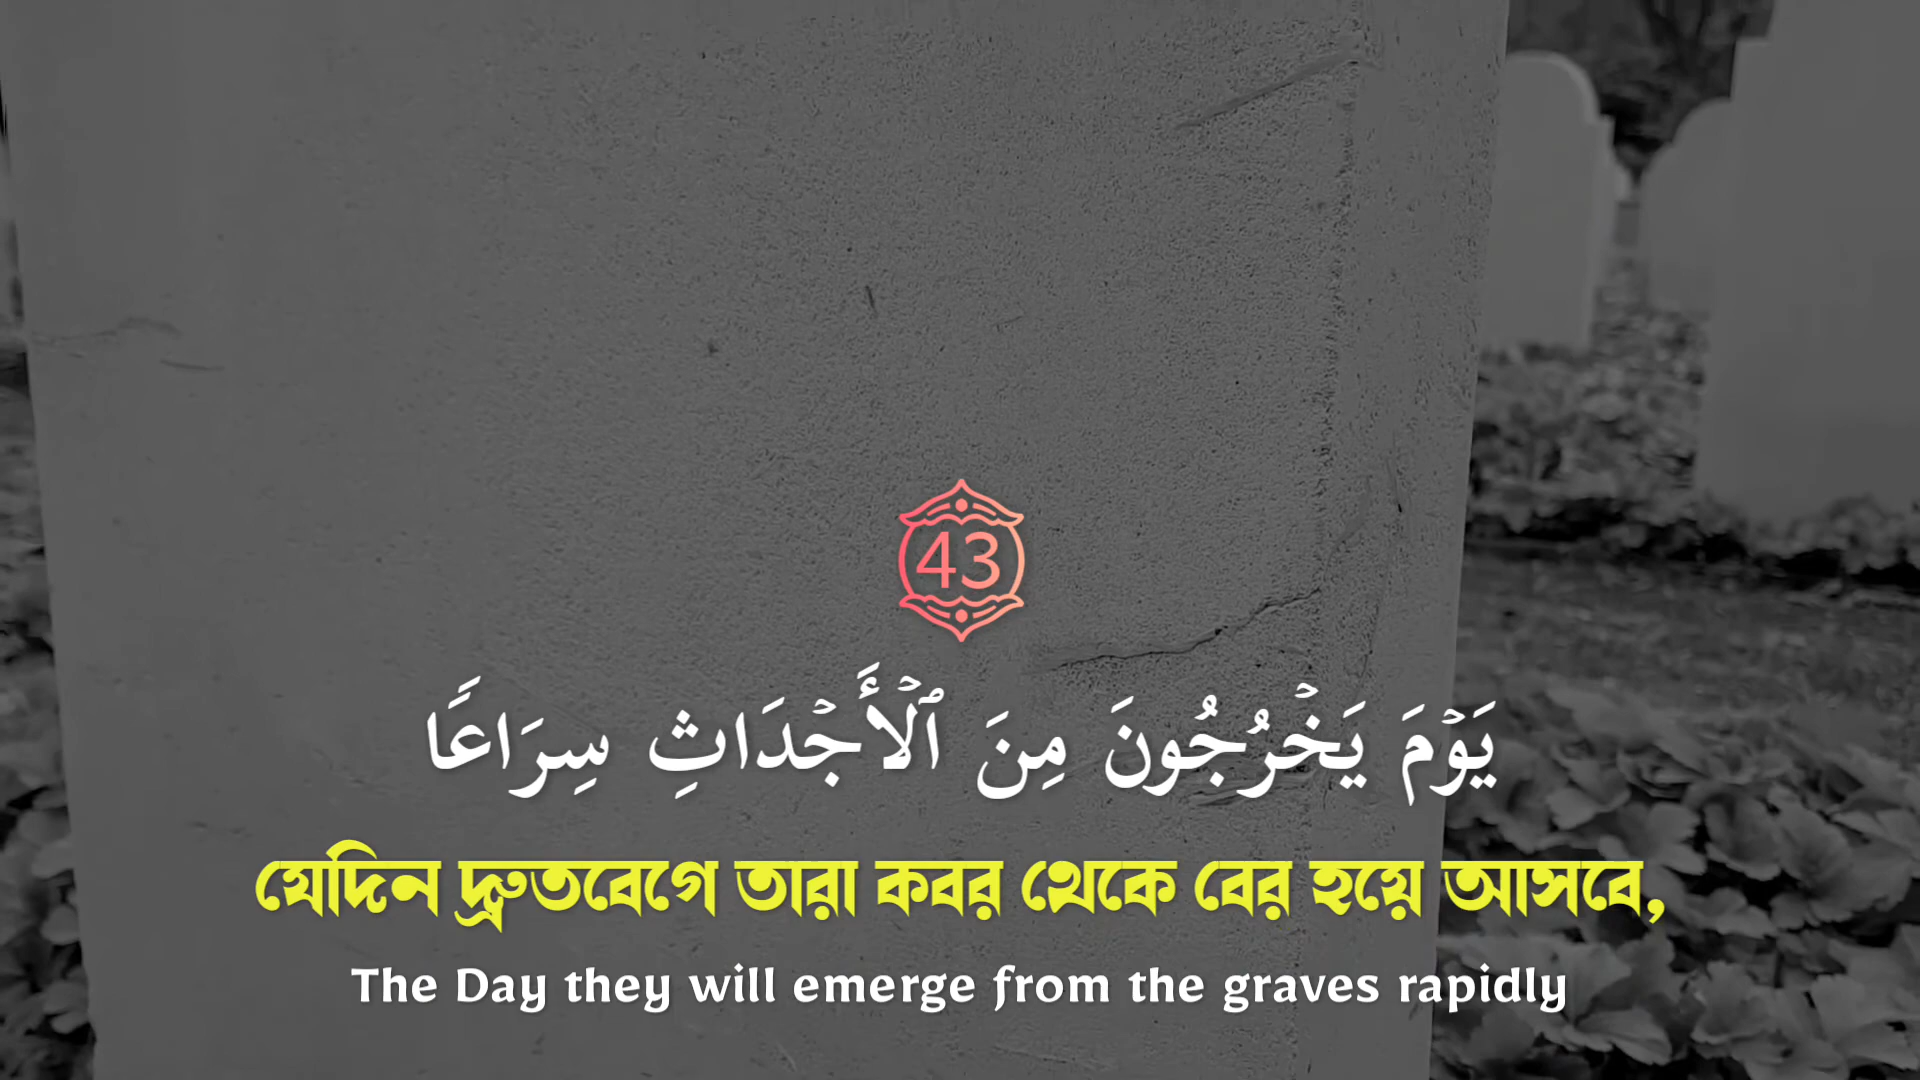 43
يَوْمَ يَخْرُجُونَ مِنَ ٱلْأَجْدَاثِ سِرَاعًا
যেদিন দ্রুতবেগে তারা কবর থেকে বের হয়ে আসবে,
The Day they will emerge from the graves rapidly